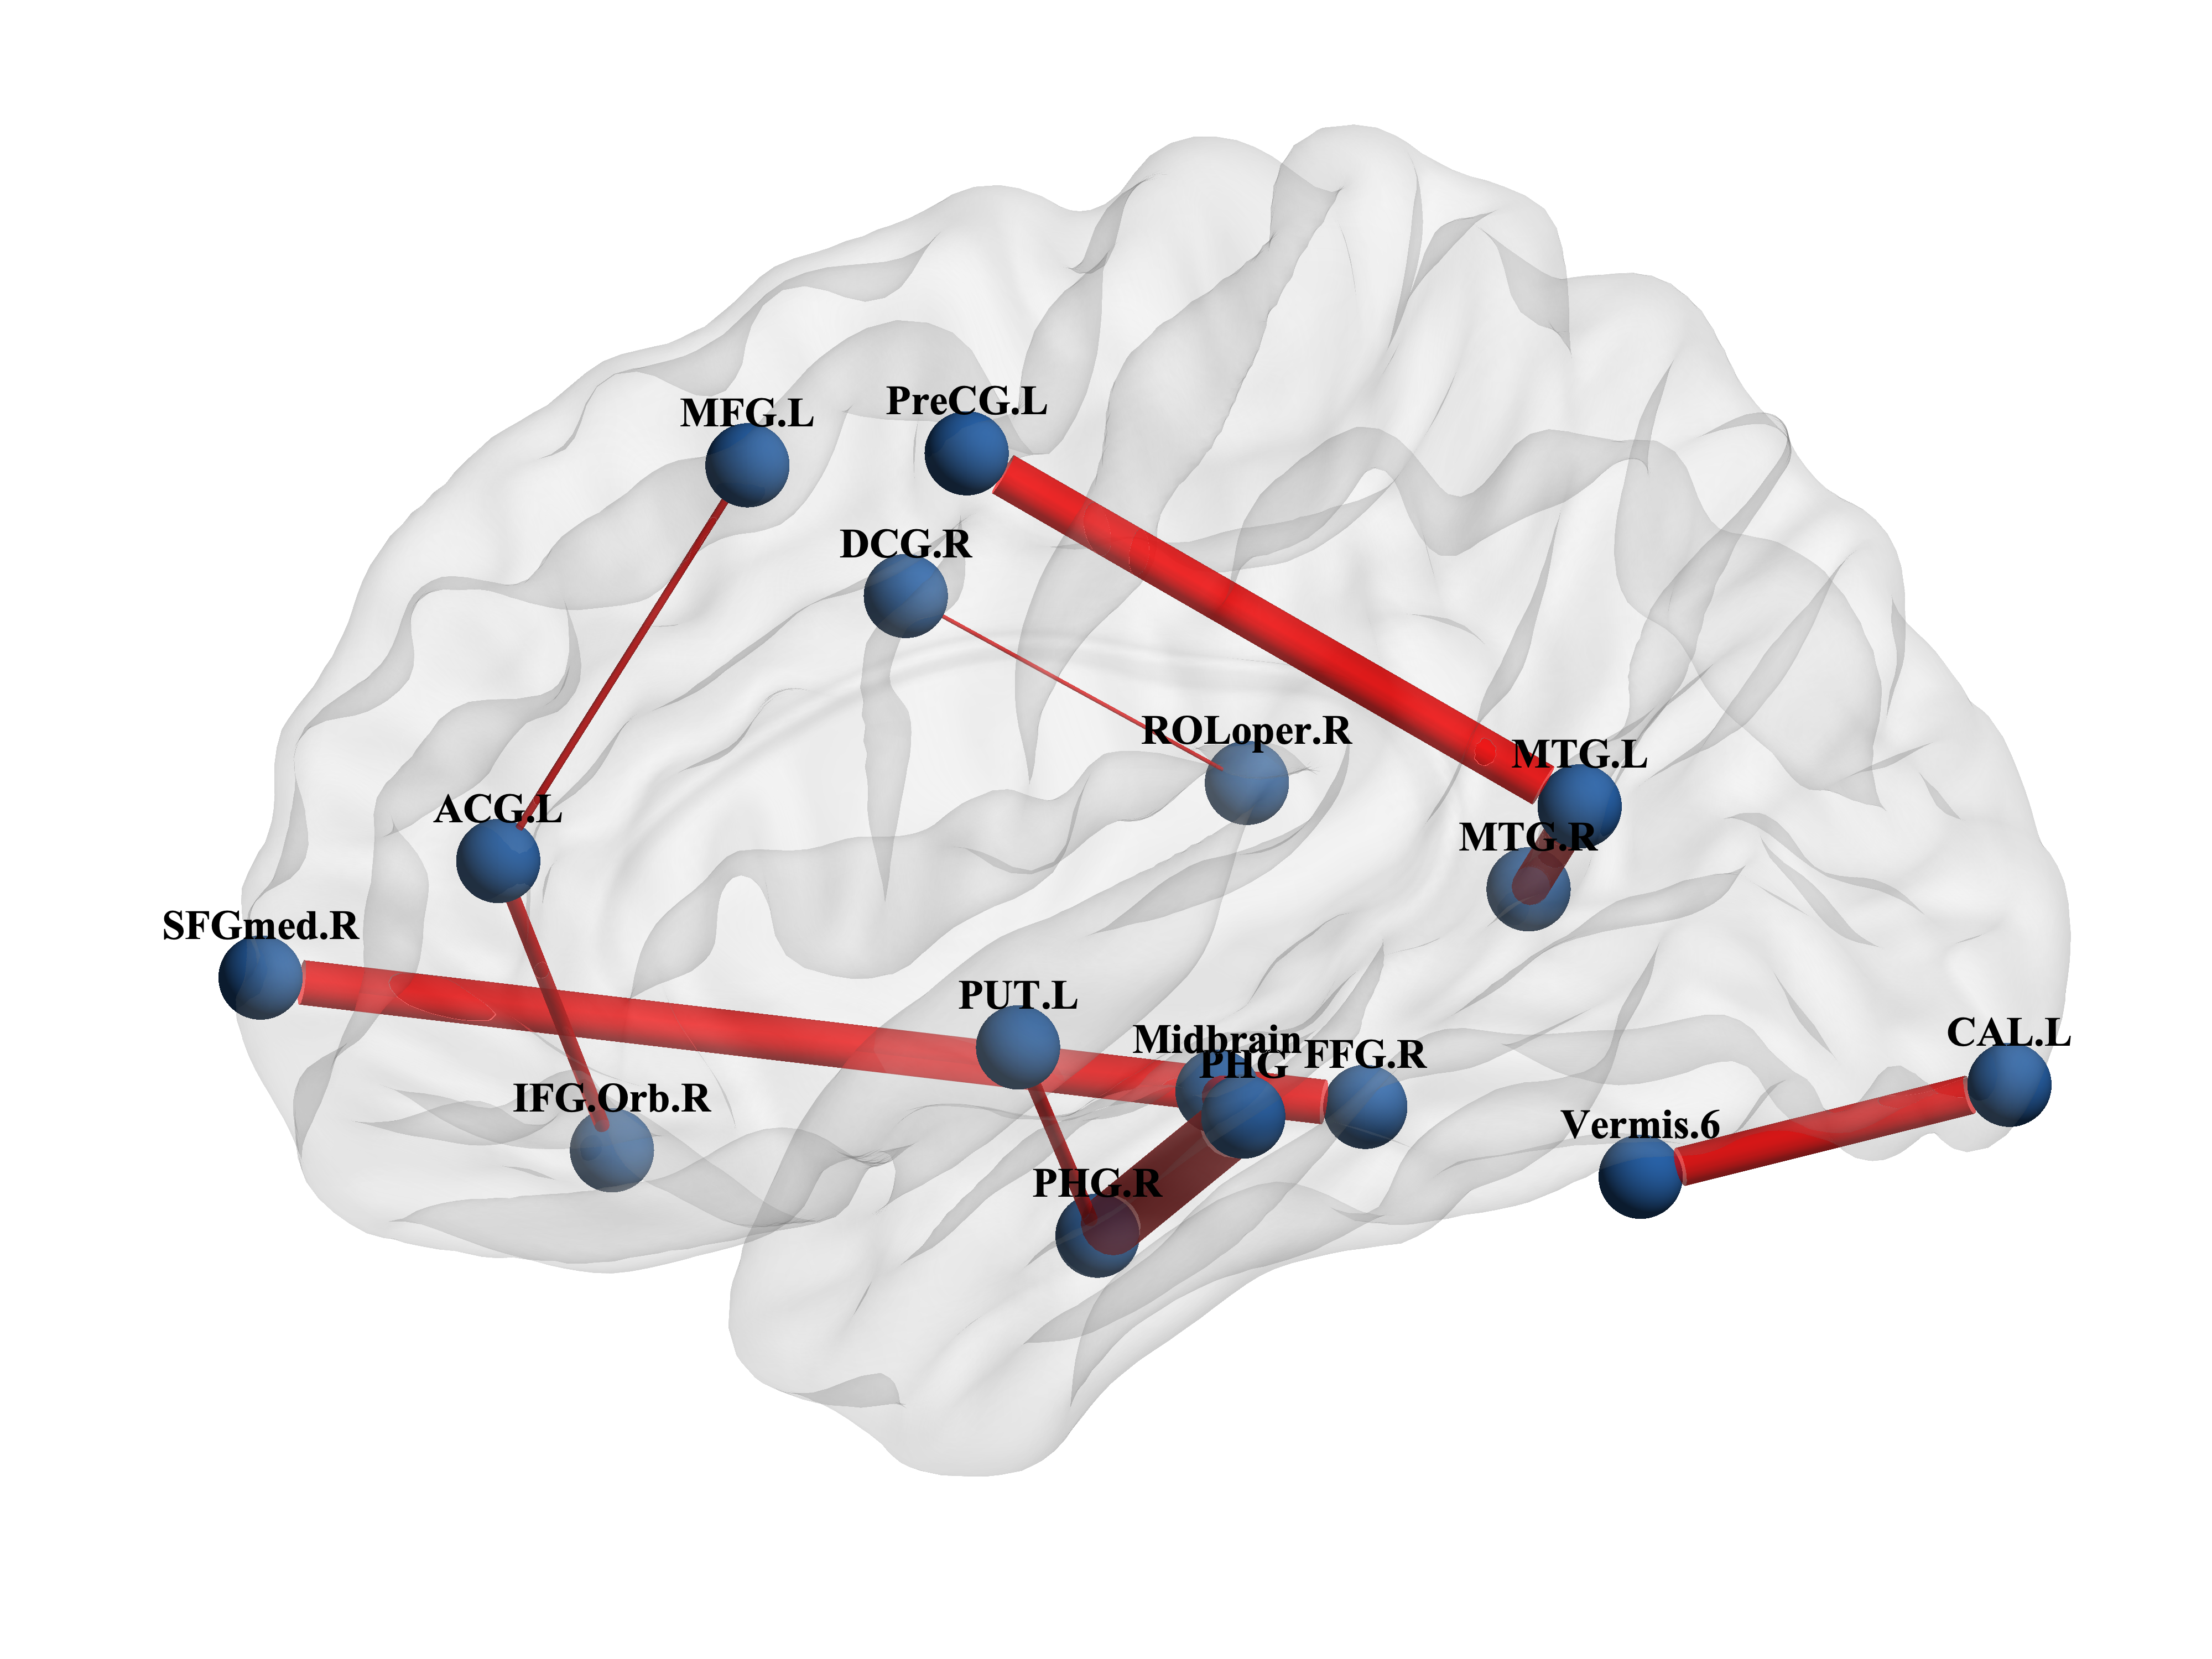 PreCG.L
MFG.L
DCG.R
ROLoper.R
MTG.L
ACG.L
MTG.R
SFGmed.R
PUT.L
CAL.L
Midbrain
FFG.R
PHG
IFG.Orb.R
Vermis.6
PHG.R